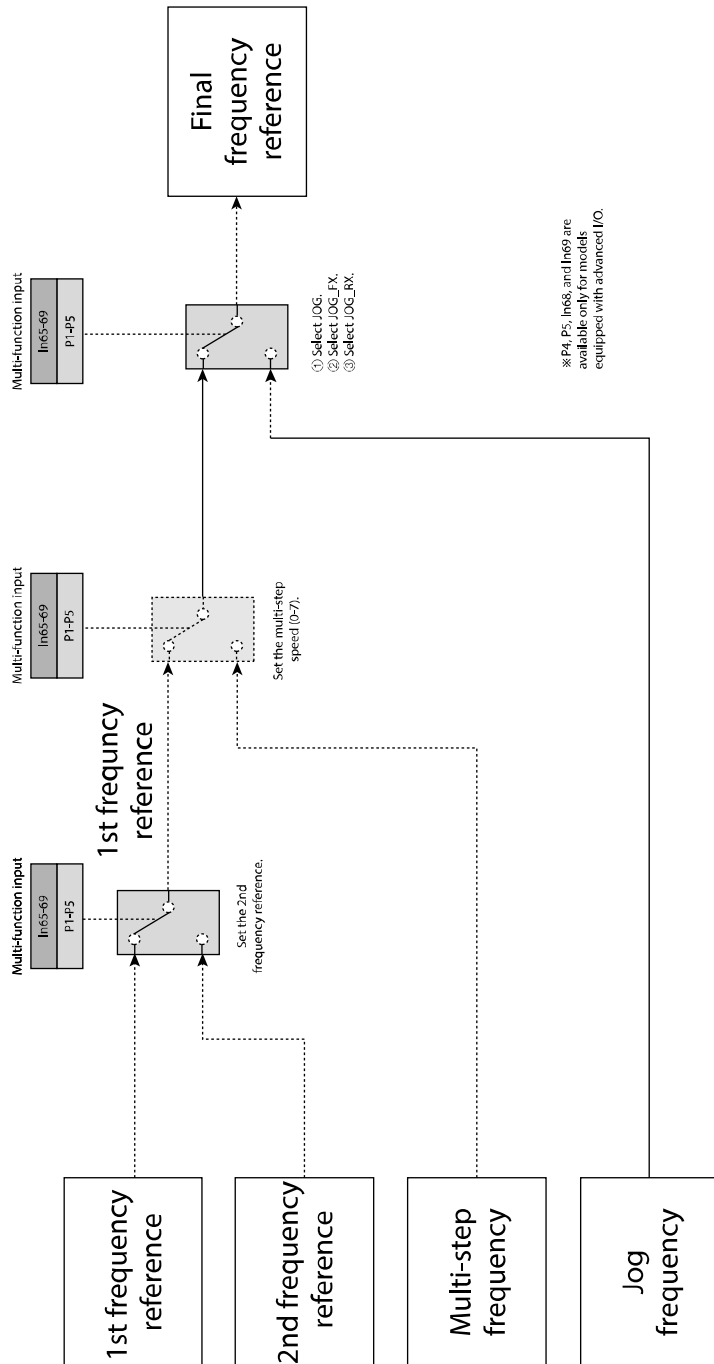 1st frequency
reference
2nd frequency
reference
Multi-step
frequency
Jog
frequency
Multi-function input
In65-69
P1-P5
Set the 2nd
frequency reference.
1st frequncy
reference
Multi-function input
In65-69
P1-P5
Set the multi-step
speed (0-7).
Multi-function input
In65-69
P1-P5
① Select JOG.
② Select JOG_FX.
③ Select JOG_RX.
Final
frequency
reference
※P4, P5, In68, and In69 are
available only for models
equipped with advanced I/O.